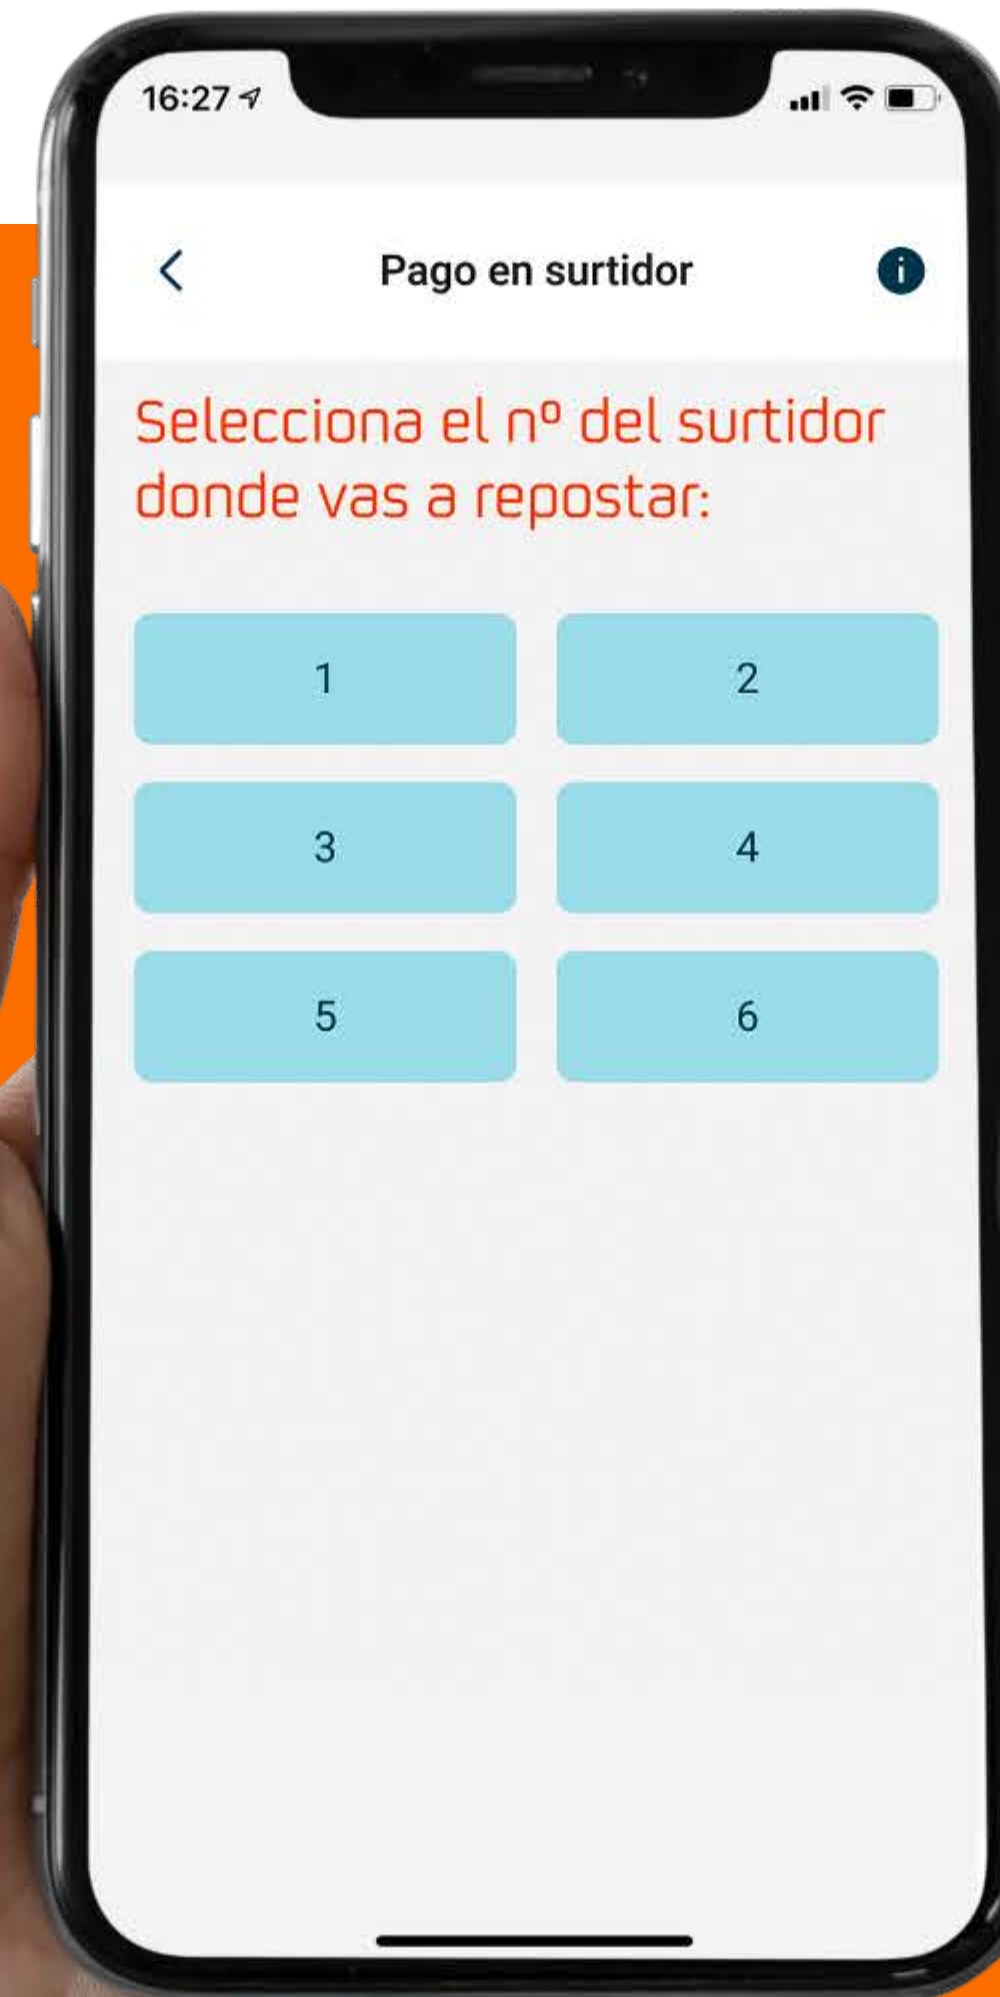 16:27
Pago en surtidor
i
Selecciona el nº del surtidor
donde vas a repostar:
1
2
3
4
5
6